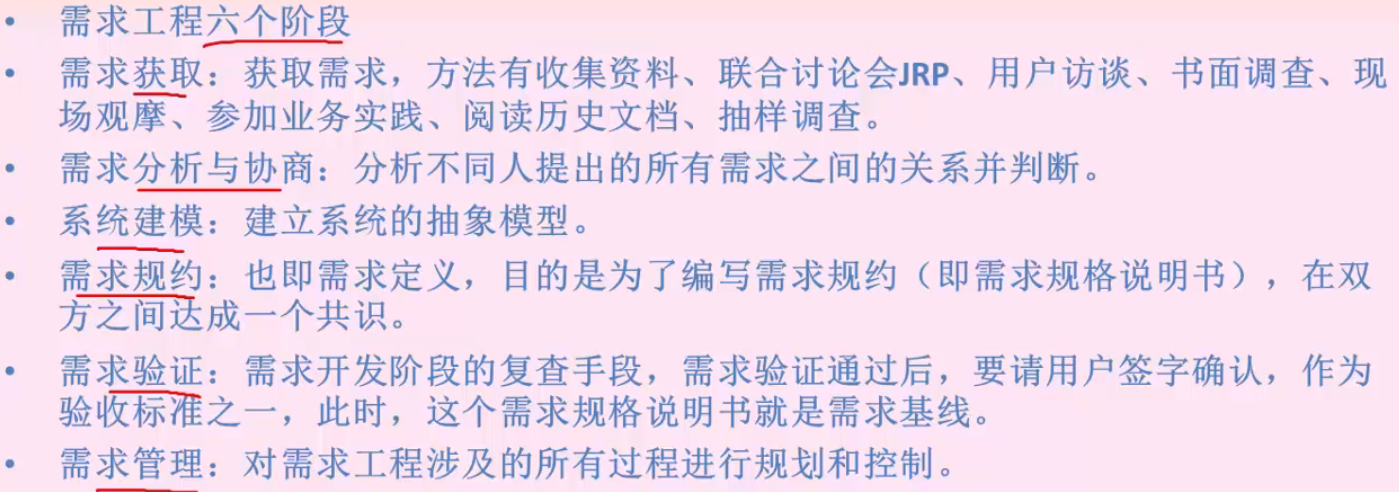 • 需求工程六个阶段
• 需求获取：获取需求，方法有收集资料、联合讨论会JRP、用户访谈、书面调查、现
场观摩、参加业务实践、阅读历史文档、抽样调查。
• 需求分析与协商：分析不同人提出的所有需求之间的关系并判断。
• 系统建模：建立系统的抽象模型。
• 需求规约：也即需求定义，目的是为了编写需求规约（即需求规格说明书），在双
方之间达成一个共识。
• 需求验证：需求开发阶段的复查手段，需求验证通过后，要请用户签字确认，作为
验收标准之一，此时，这个需求规格说明书就是需求基线。
• 需求管理：对需求工程涉及的所有过程进行规划和控制。